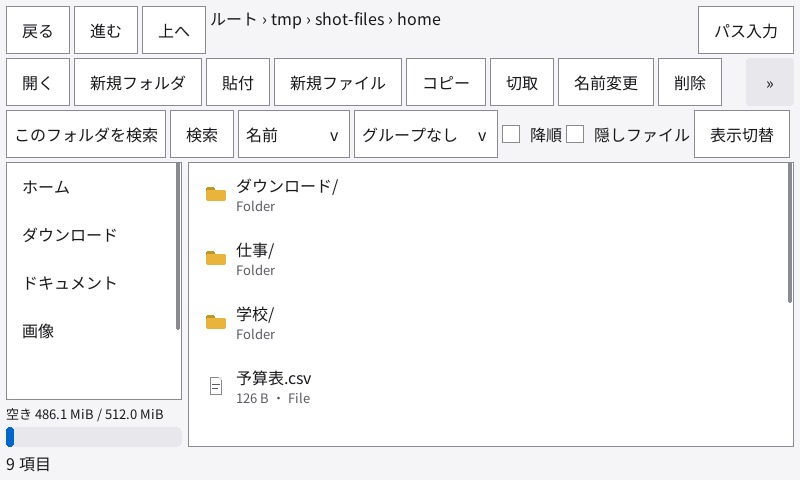 戻る 進む 上へ ルート › tmp › shot-files › home パス入力
開く 新規フォルダ 貼付 新規ファイル コピー 切取 名前変更 削除 »
このフォルダを検索 検索 名前 v グループなし v 降順 隠しファイル 表示切替
ホーム
ダウンロード
ドキュメント
画像
空き 486.1 MiB / 512.0 MiB
ダウンロード/
Folder
仕事/
Folder
学校/
Folder
予算表.csv
126 B ・ File
9 項目